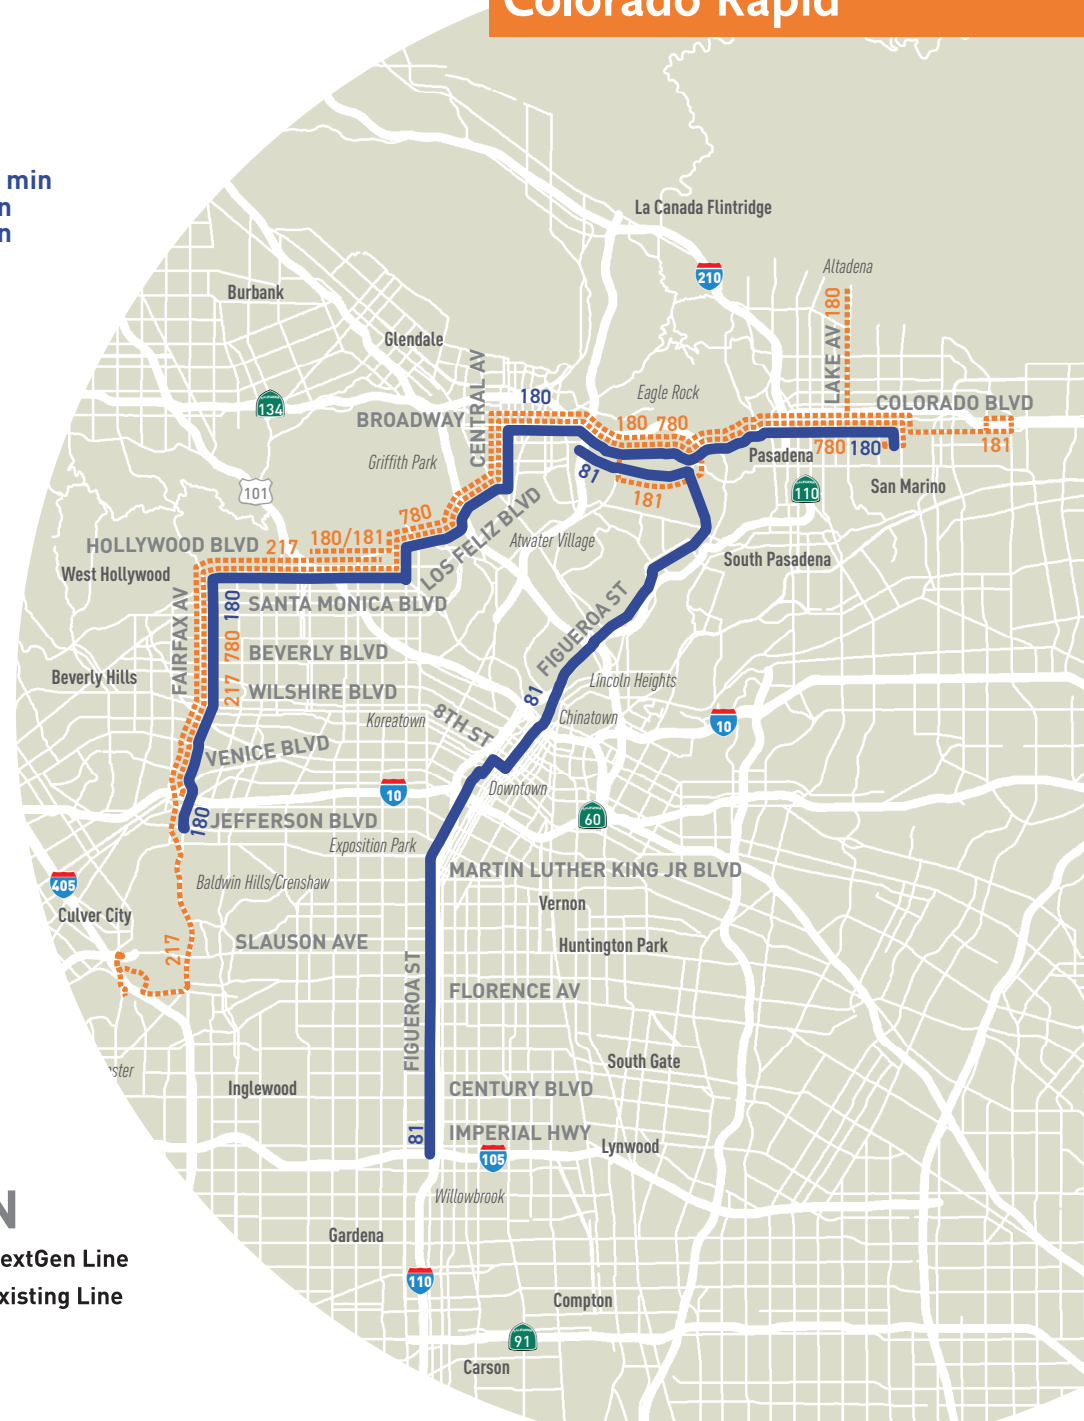 Colorado Rapid
min
n
n
La Canada Flintridge
210
Altadena
Burbank
180
Glendale
LAKE AV
CENTRAL AV
180
Eagle Rock
134
COLORADO BLVD
BROADWAY
180 780
Griffith Park
Pasadena
780
180
181
81
San Marino
101
181
110
780
180/181
HOLLYWOOD BLVD
217
LOS FELIZ BLVD
Atwater Village
South Pasadena
West Hollywood
FAIRFAX AV
180
SANTA MONICA BLVD
FIGUEROA ST
780
BEVERLY BLVD
Beverly Hills
217
WILSHIRE BLVD
Lincoln Heights
81
Koreatown
8TH ST
Chinatown
10
VENICE BLVD
Downtown
10
180
JEFFERSON BLVD
60
Exposition Park
MARTIN LUTHER KING JR BLVD
405
Baldwin Hills/Crenshaw
Culver City
Vernon
217
SLAUSON AVE
Huntington Park
FIGUEROA ST
FLORENCE AV
ster
South Gate
Inglewood
CENTURY BLVD
81
IMPERIAL HWY
105
Lynwood
Willowbrook
N
Gardena
extGen Line
110
xisting Line
Compton
91
Carson